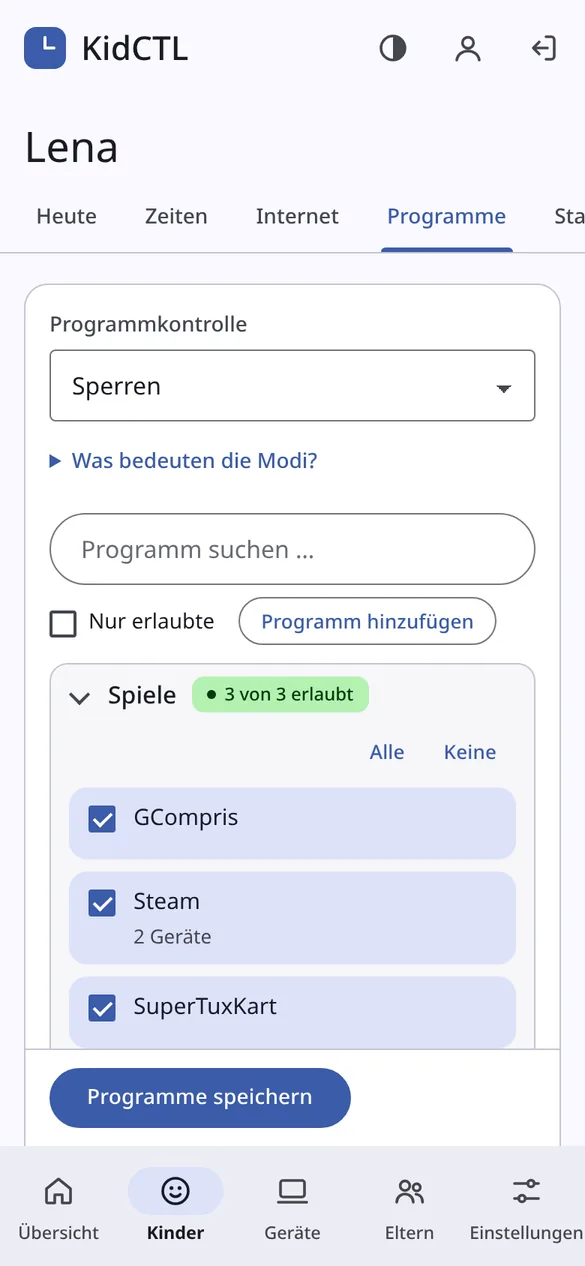 KidCTL
Lena
Heute Zeiten Internet Programme Sta
Programmkontrolle
Sperren
Was bedeuten die Modi?
Programm suchen ...
Nur erlaubte Programm hinzufügen
Spiele 3 von 3 erlaubt
Alle Keine
GCompris
Steam
2 Geräte
SuperTuxKart
Programme speichern
Übersicht Kinder Geräte Eltern Einstellungen